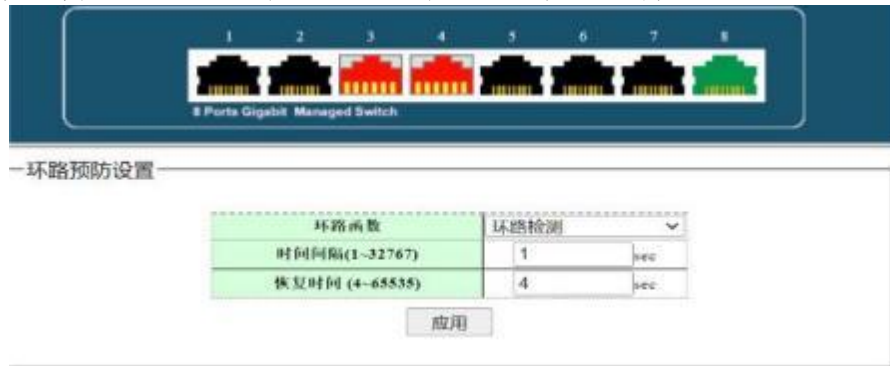 1 2 3 4 5 6 7 8
8 Ports Gigabit Managed Switch
环路预防设置
环路函数 环路检测
时间间隔(1~32767) 1 sec
恢复时间 (4~65535) 4 sec
应用